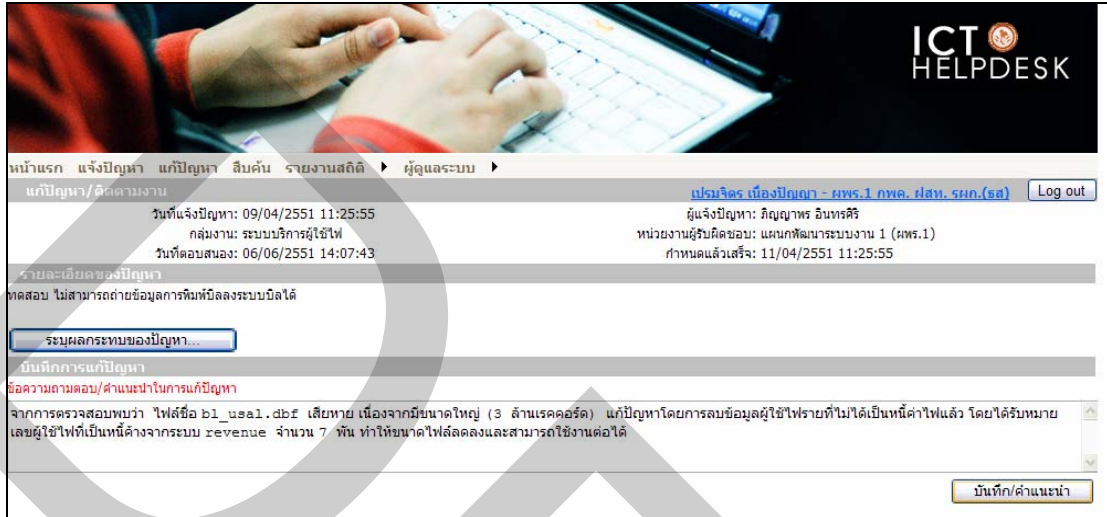 ICT
HELPDESK
หน้าแรก แจ้งปัญหา แก้ปัญหา สืบค้น รายงานสถิติ ผู้ดูแลระบบ
แก้ปัญหา/ติดตามงาน เปรมจิตร เนื่องปัญญา - ผพร.1 กพค. ฝสท. รผก.(ธส) Log out
วันที่แจ้งปัญหา: 09/04/2551 11:25:55 ผู้แจ้งปัญหา: ภิญญาพร อินทรศิริ
กลุ่มงาน: ระบบบริการผู้ใช้ไฟ หน่วยงานผู้รับผิดชอบ: แผนกพัฒนาระบบงาน 1 (ผพร.1)
วันที่ตอบสนอง: 06/06/2551 14:07:43 กำหนดแล้วเสร็จ: 11/04/2551 11:25:55
รายละเอียดของปัญหา
ทดสอบ ไม่สามารถถ่ายข้อมูลการพิมพ์บิลลงระบบบิลได้
ระบุผลกระทบของปัญหา...
บันทึกการแก้ปัญหา
ข้อความถามตอบ/คำแนะนำในการแก้ปัญหา
จากการตรวจสอบพบว่า ไฟล์ชื่อ bl_usal.dbf เสียหาย เนื่องจากมีขนาดใหญ่ (3 ล้านเรคคอร์ด) แก้ปัญหาโดยการลบข้อมูลผู้ใช้ไฟรายที่ไม่ได้เป็นหนี้ค่าไฟแล้ว โดยได้รับหมาย
เลขผู้ใช้ไฟที่เป็นหนี้ค้างจากระบบ revenue จำนวน 7 พัน ทำให้ขนาดไฟล์ลดลงและสามารถใช้งานต่อได้
บันทึก/คำแนะนำ